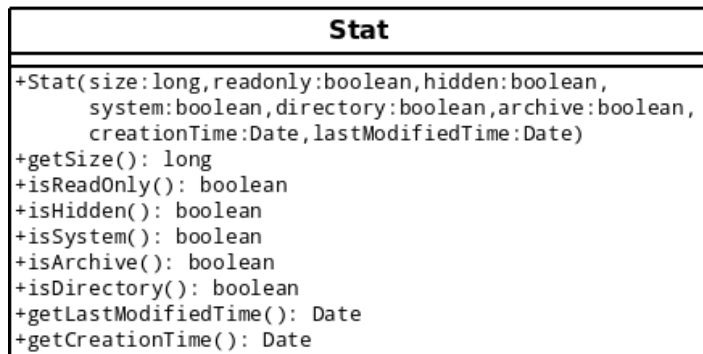 Stat
+Stat(size:long,readonly:boolean,hidden:boolean,
system:boolean,directory:boolean,archive:boolean,
creationTime:Date,lastModifiedTime:Date)
+getSize(): long
+isReadOnly(): boolean
+isHidden(): boolean
+isSystem(): boolean
+isArchive(): boolean
+isDirectory(): boolean
+getLastModifiedTime(): Date
+getCreationTime(): Date